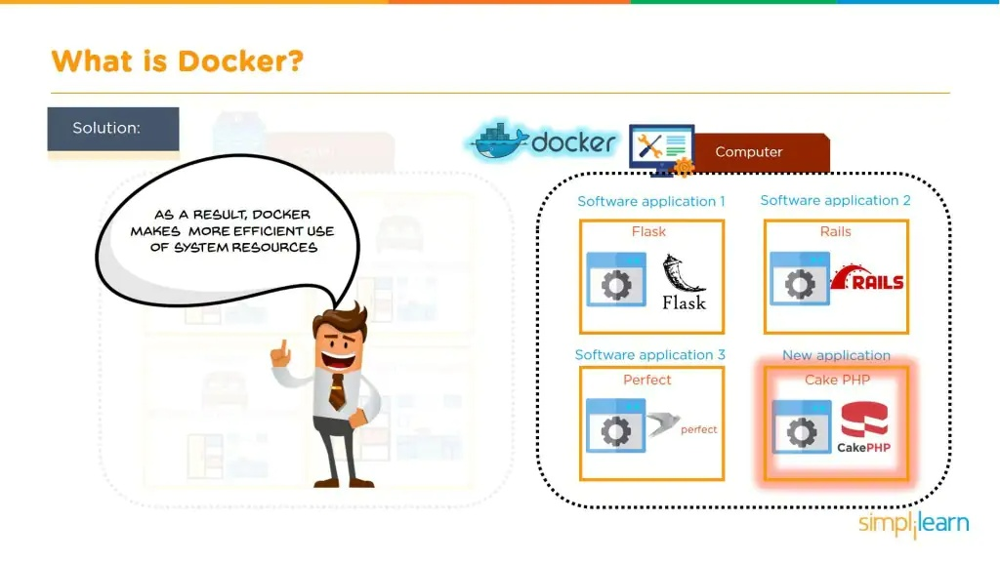 What is Docker?
Solution:
AS A RESULT, DOCKER
MAKES MORE EFFICIENT USE
OF SYSTEM RESOURCES
docker
Computer
Software application 1
Flask
Flask
Software application 2
Rails
RAILS
Software application 3
Perfect
perfect
New application
Cake PHP
CakePHP
simplilearn